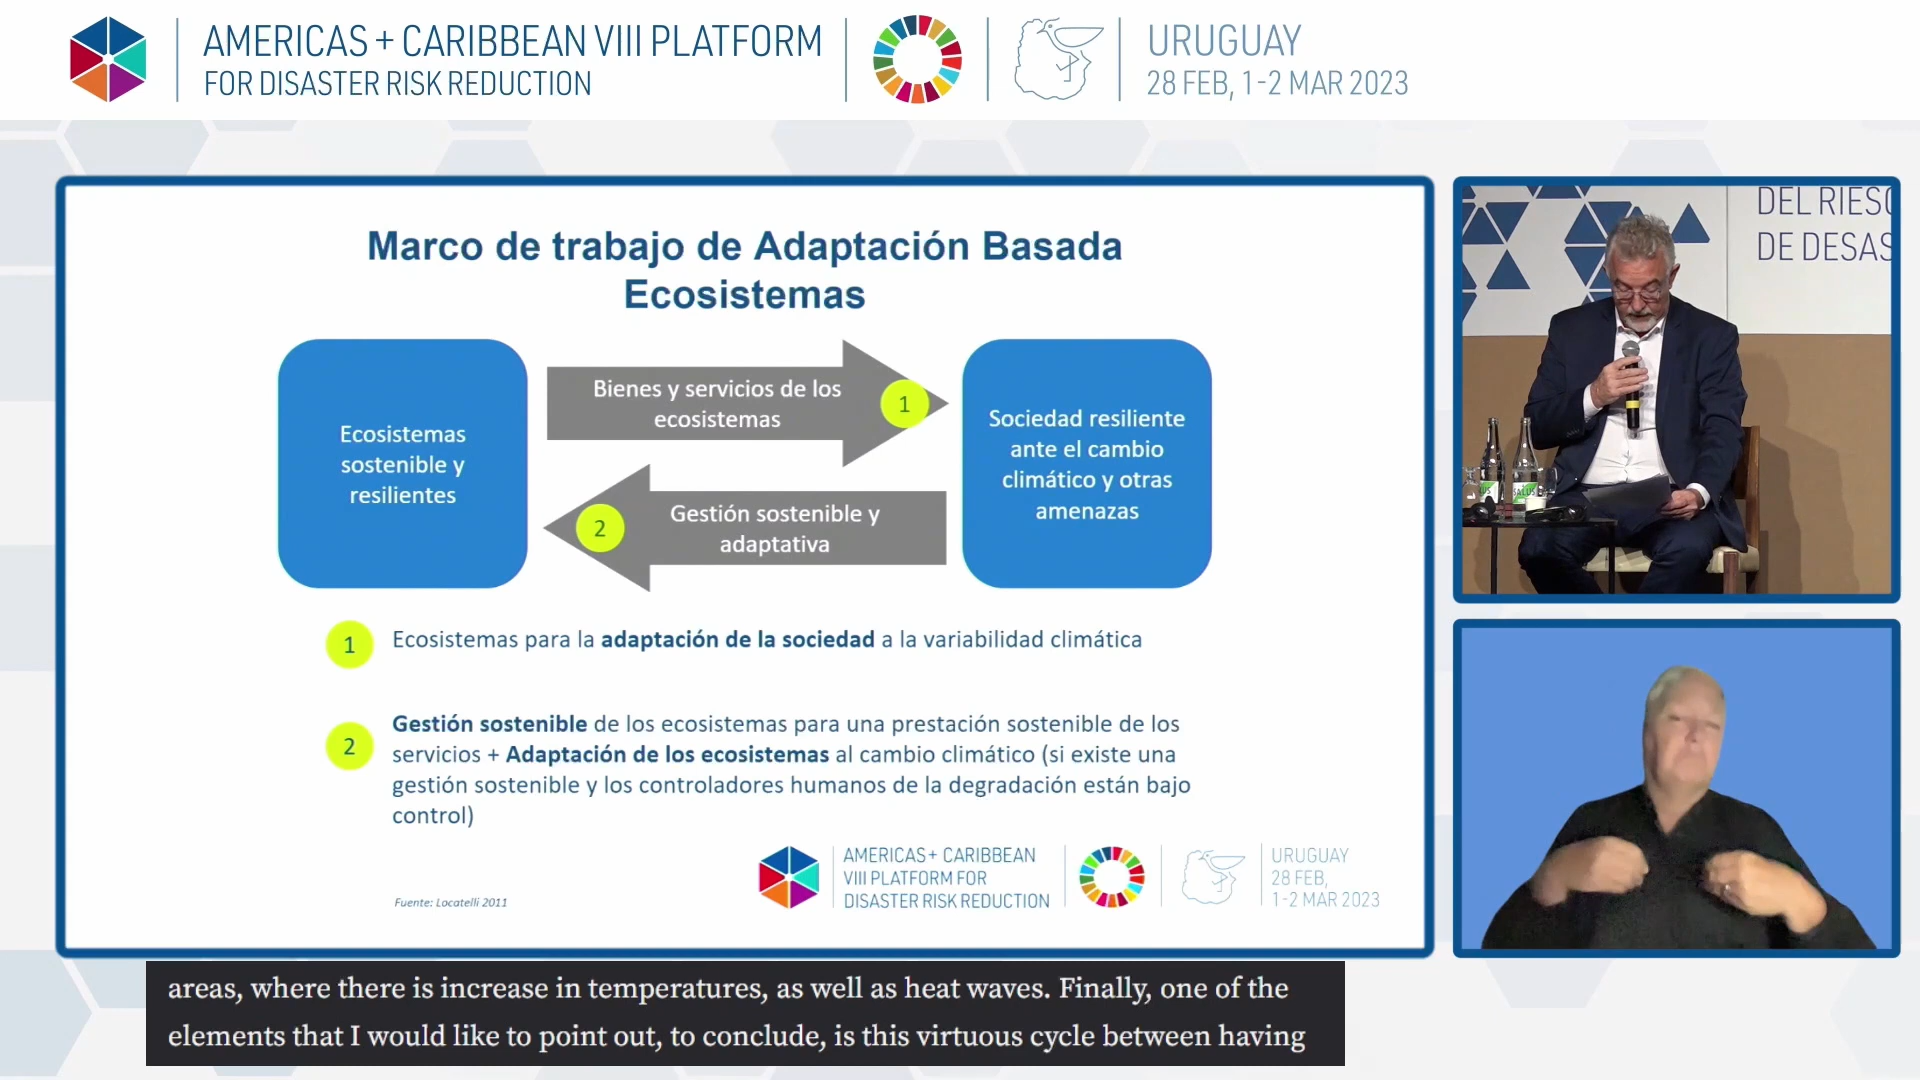 AMERICAS + CARIBBEAN VIII PLATFORM
FOR DISASTER RISK REDUCTION
URUGUAY
28 FEB, 1-2 MAR 2023
Marco de trabajo de Adaptación Basada
Ecosistemas
Ecosistemas
sostenible y
resilientes
Bienes y servicios de los
ecosistemas
1
Gestión sostenible y
adaptativa
2
Sociedad resiliente
ante el cambio
climático y otras
amenazas
1
Ecosistemas para la adaptación de la sociedad a la variabilidad climática
2
Gestión sostenible de los ecosistemas para una prestación sostenible de los
servicios + Adaptación de los ecosistemas al cambio climático (si existe una
gestión sostenible y los controladores humanos de la degradación están bajo
control)
Fuente: Locatelli 2011
AMERICAS+ CARIBBEAN
VIII PLATFORM FOR
DISASTER RISK REDUCTION
URUGUAY
28 FEB,
1-2 MAR 2023
DEL RIESG
DE DESAS
SALUS
areas, where there is increase in temperatures, as well as heat waves. Finally, one of the
elements that I would like to point out, to conclude, is this virtuous cycle between having